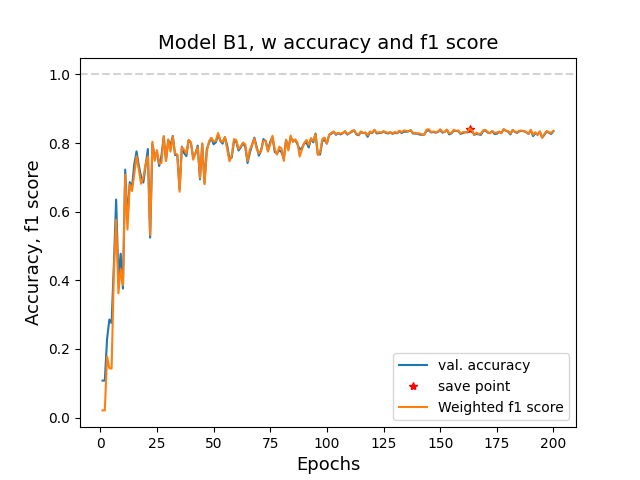 Model B1, w accuracy and f1 score
Accuracy, f1 score
1.0
0.8
0.6
0.4
0.2
0.0
0
25
50
75
100
125
150
175
200
Epochs
val. accuracy
save point
Weighted f1 score